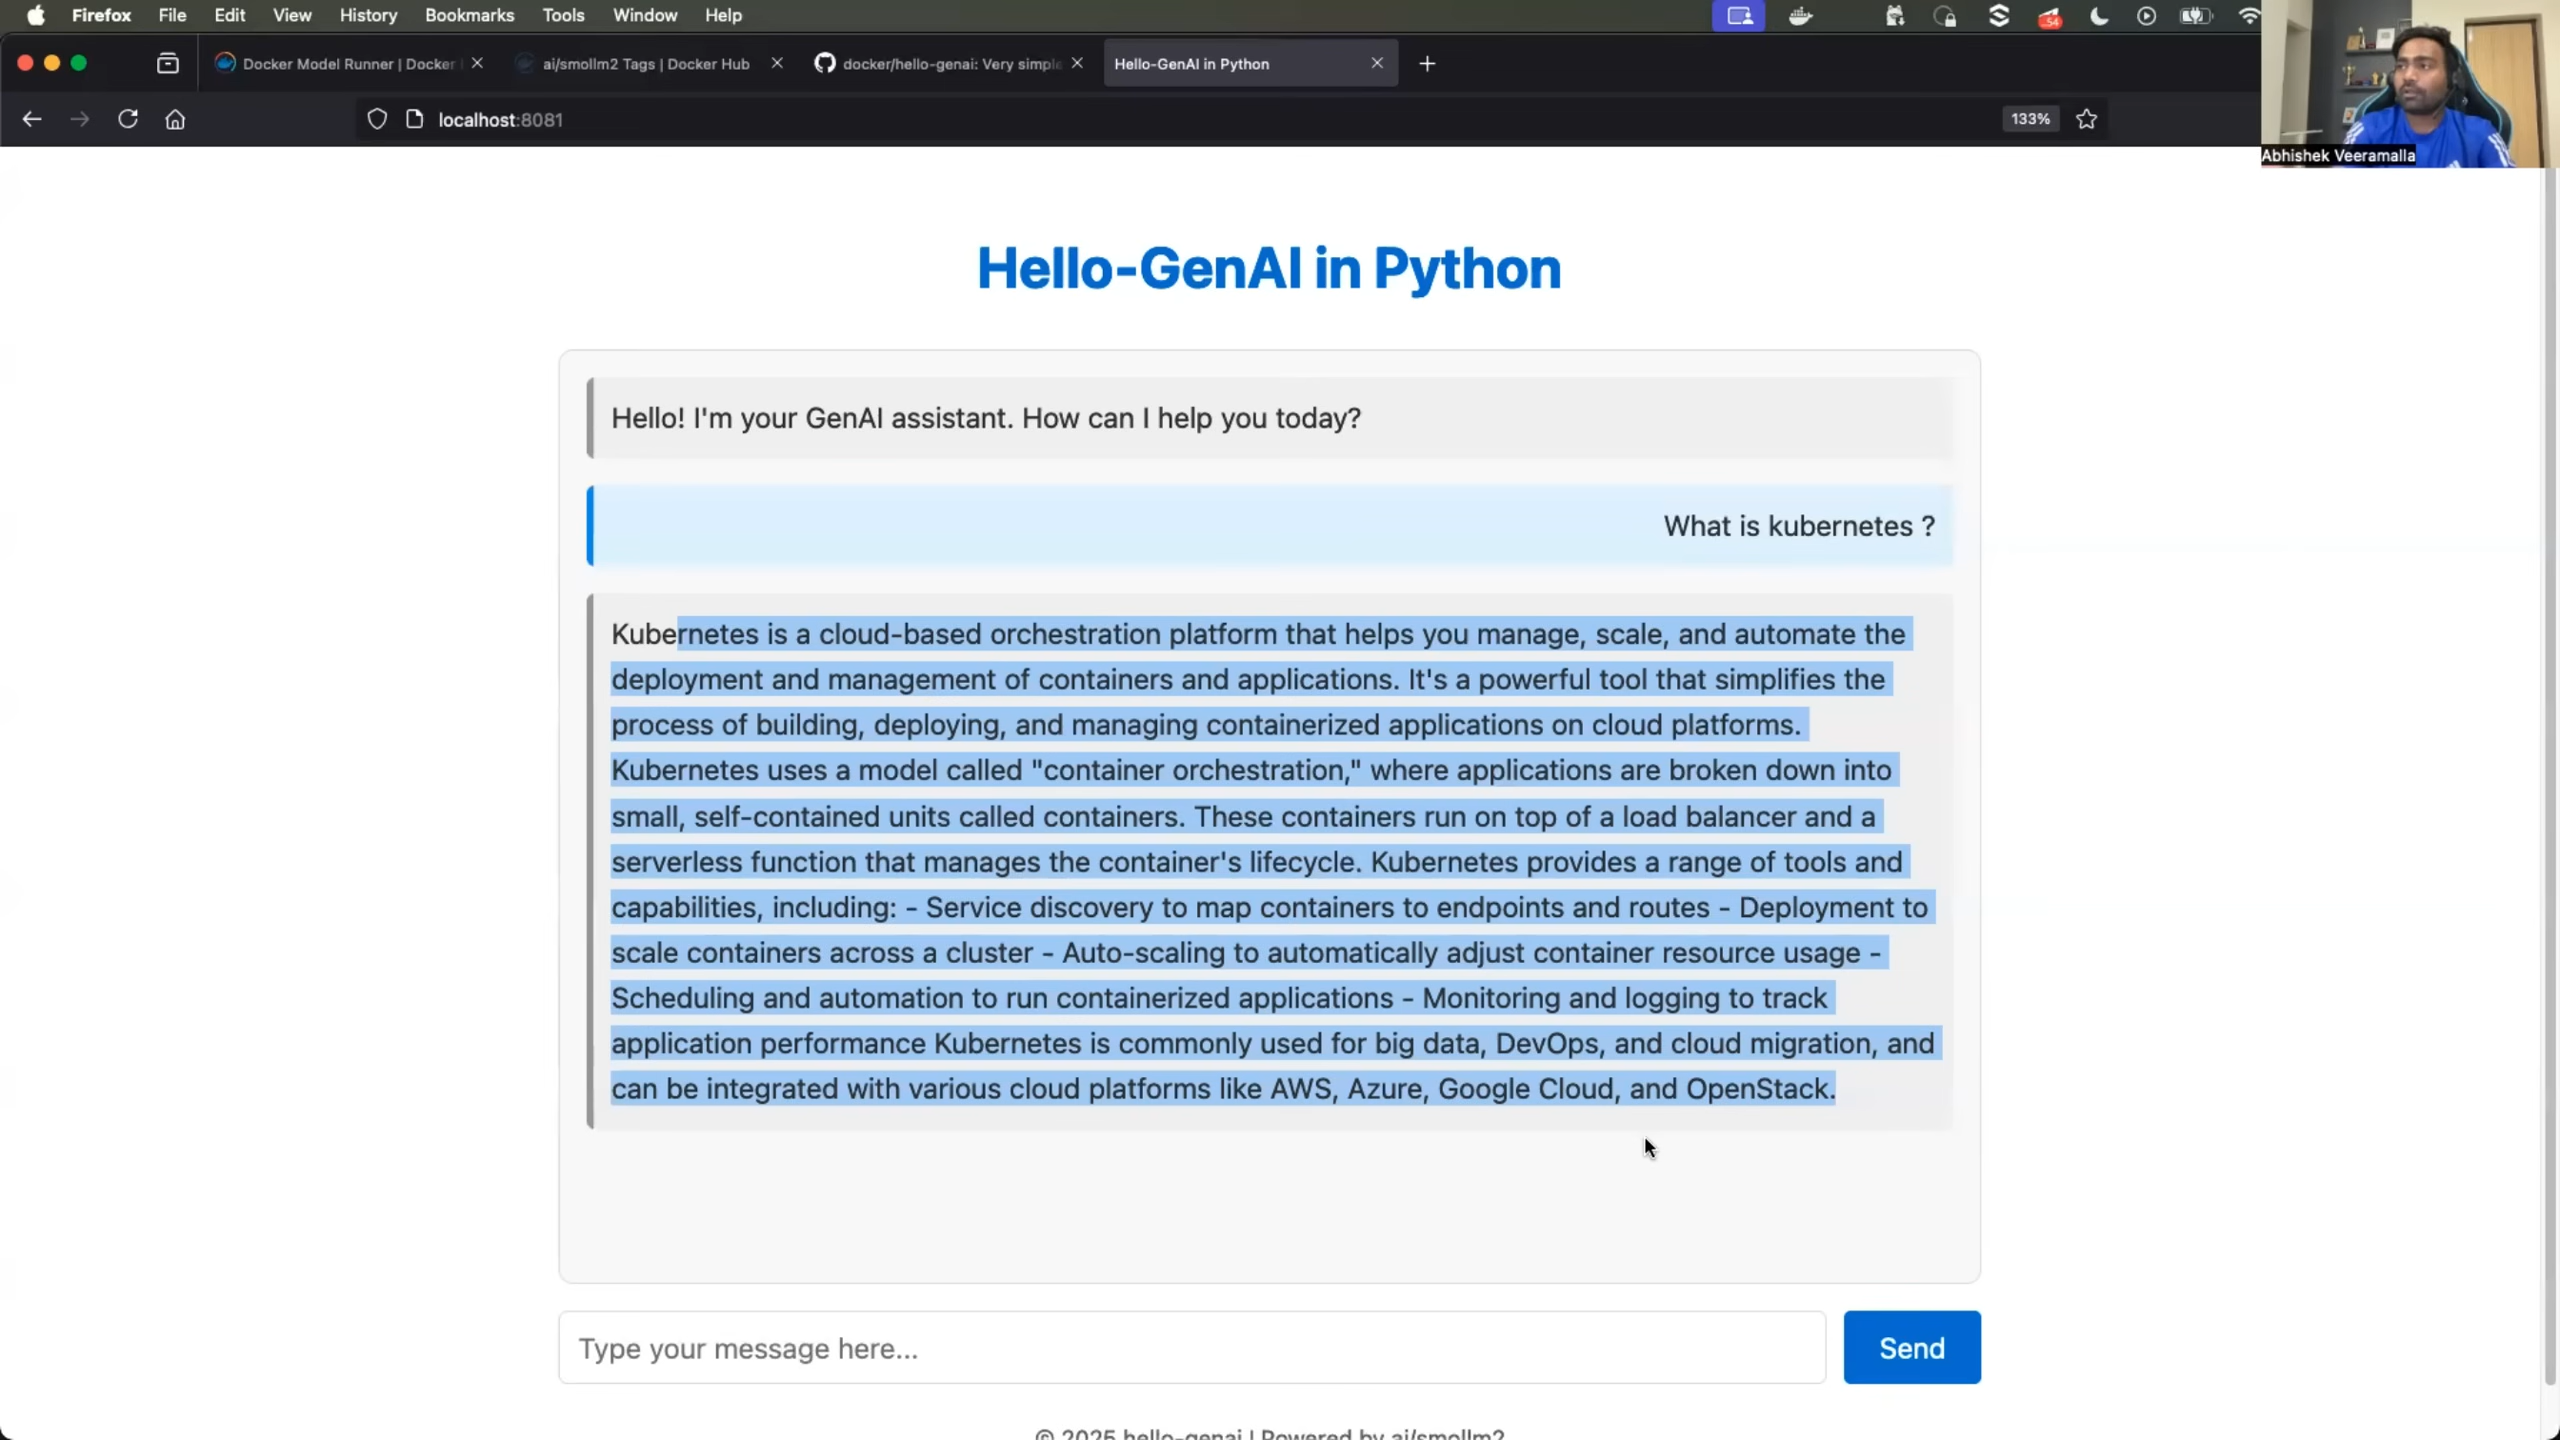 Firefox File Edit View History Bookmarks Tools Window Help
54
Docker Model Runner | Docker
ai/smollm2 Tags | Docker Hub
docker/hello-genai: Very simple
Hello-GenAI in Python
localhost:8081
133%
Abhishek Veeramalla
Hello-GenAI in Python
Hello! I'm your GenAI assistant. How can I help you today?
What is kubernetes ?
Kubernetes is a cloud-based orchestration platform that helps you manage, scale, and automate the
deployment and management of containers and applications. It's a powerful tool that simplifies the
process of building, deploying, and managing containerized applications on cloud platforms.
Kubernetes uses a model called "container orchestration," where applications are broken down into
small, self-contained units called containers. These containers run on top of a load balancer and a
serverless function that manages the container's lifecycle. Kubernetes provides a range of tools and
capabilities, including: - Service discovery to map containers to endpoints and routes - Deployment to
scale containers across a cluster - Auto-scaling to automatically adjust container resource usage -
Scheduling and automation to run containerized applications - Monitoring and logging to track
application performance Kubernetes is commonly used for big data, DevOps, and cloud migration, and
can be integrated with various cloud platforms like AWS, Azure, Google Cloud, and OpenStack.
Type your message here...
Send
© 2025 hello-genai | Powered by ai/smollm2